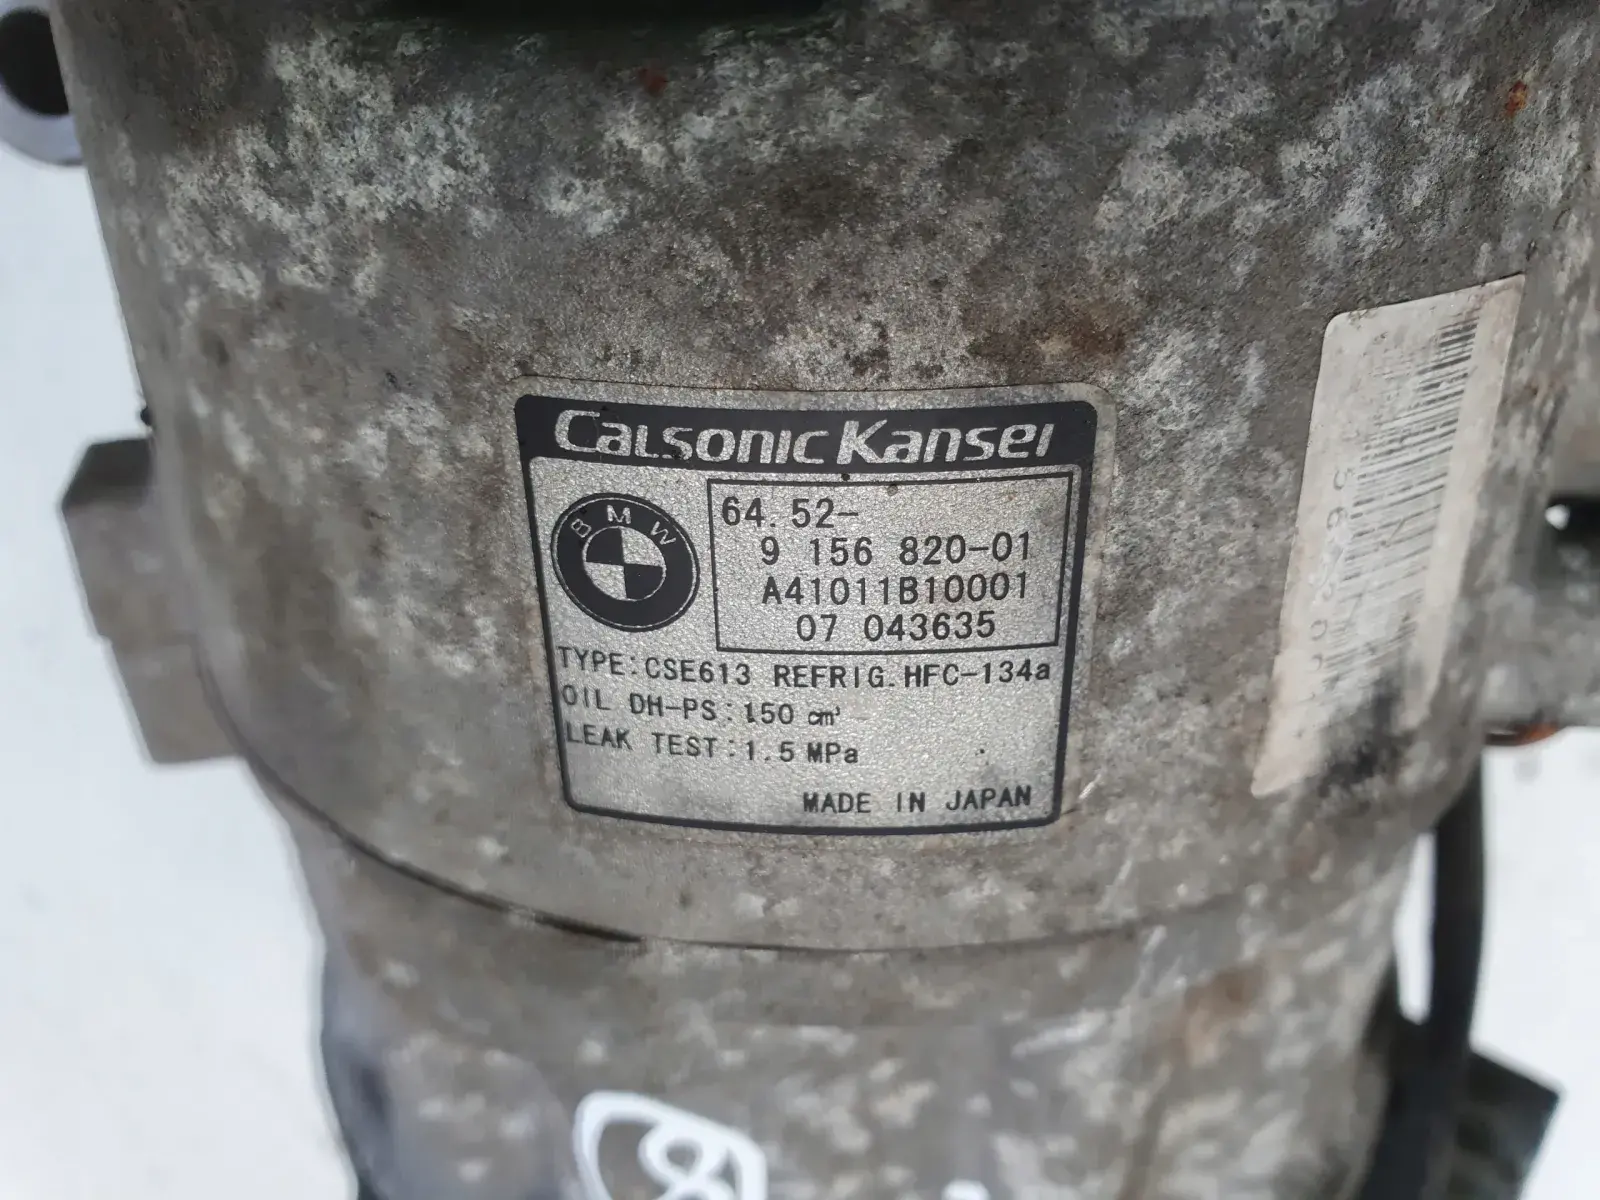 Calsonic Kansei
BMW
64.52-
9 156 820-01
A41011B10001
07 043635
TYPE:CSE613 REFRIG.HFC-134a
OIL DH-PS:150 cm³
LEAK TEST:1.5 MPa
MADE IN JAPAN